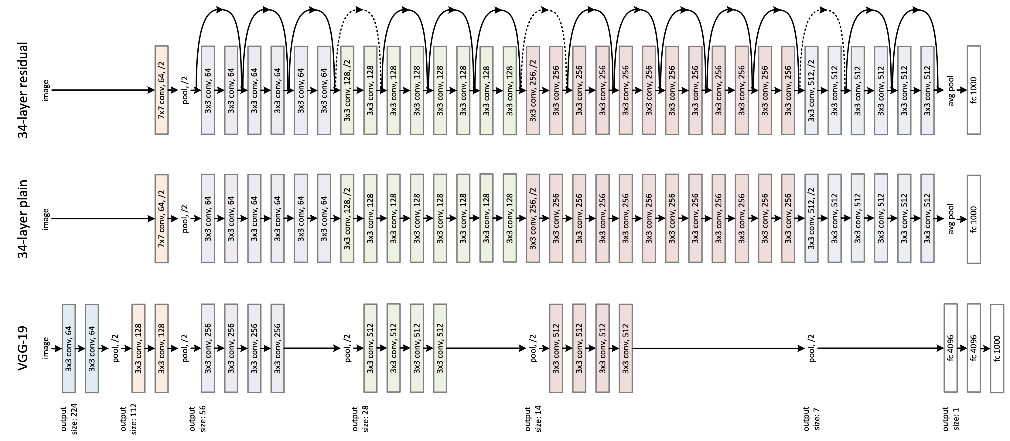 34-layer residual
image
7x7 conv, 64, /2
pool, /2
3x3 conv, 64
3x3 conv, 64
3x3 conv, 64
3x3 conv, 64
3x3 conv, 64
3x3 conv, 64
3x3 conv, 128, /2
3x3 conv, 128
3x3 conv, 128
3x3 conv, 128
3x3 conv, 128
3x3 conv, 128
3x3 conv, 128
3x3 conv, 128
3x3 conv, 256, /2
3x3 conv, 256
3x3 conv, 256
3x3 conv, 256
3x3 conv, 256
3x3 conv, 256
3x3 conv, 256
3x3 conv, 256
3x3 conv, 256
3x3 conv, 256
3x3 conv, 256
3x3 conv, 256
3x3 conv, 512, /2
3x3 conv, 512
3x3 conv, 512
3x3 conv, 512
3x3 conv, 512
3x3 conv, 512
avg pool
fc 1000
34-layer plain
image
7x7 conv, 64, /2
pool, /2
3x3 conv, 64
3x3 conv, 64
3x3 conv, 64
3x3 conv, 64
3x3 conv, 64
3x3 conv, 64
3x3 conv, 128, /2
3x3 conv, 128
3x3 conv, 128
3x3 conv, 128
3x3 conv, 128
3x3 conv, 128
3x3 conv, 128
3x3 conv, 128
3x3 conv, 256, /2
3x3 conv, 256
3x3 conv, 256
3x3 conv, 256
3x3 conv, 256
3x3 conv, 256
3x3 conv, 256
3x3 conv, 256
3x3 conv, 256
3x3 conv, 256
3x3 conv, 256
3x3 conv, 256
3x3 conv, 512, /2
3x3 conv, 512
3x3 conv, 512
3x3 conv, 512
3x3 conv, 512
3x3 conv, 512
avg pool
fc 1000
VGG-19
image
3x3 conv, 64
3x3 conv, 64
pool, /2
3x3 conv, 128
3x3 conv, 128
pool, /2
3x3 conv, 256
3x3 conv, 256
3x3 conv, 256
3x3 conv, 256
pool, /2
3x3 conv, 512
3x3 conv, 512
3x3 conv, 512
3x3 conv, 512
pool, /2
3x3 conv, 512
3x3 conv, 512
3x3 conv, 512
3x3 conv, 512
pool, /2
fc 4096
fc 4096
fc 1000
output
size: 224
output
size: 112
output
size: 56
output
size: 28
output
size: 14
output
size: 7
output
size: 1